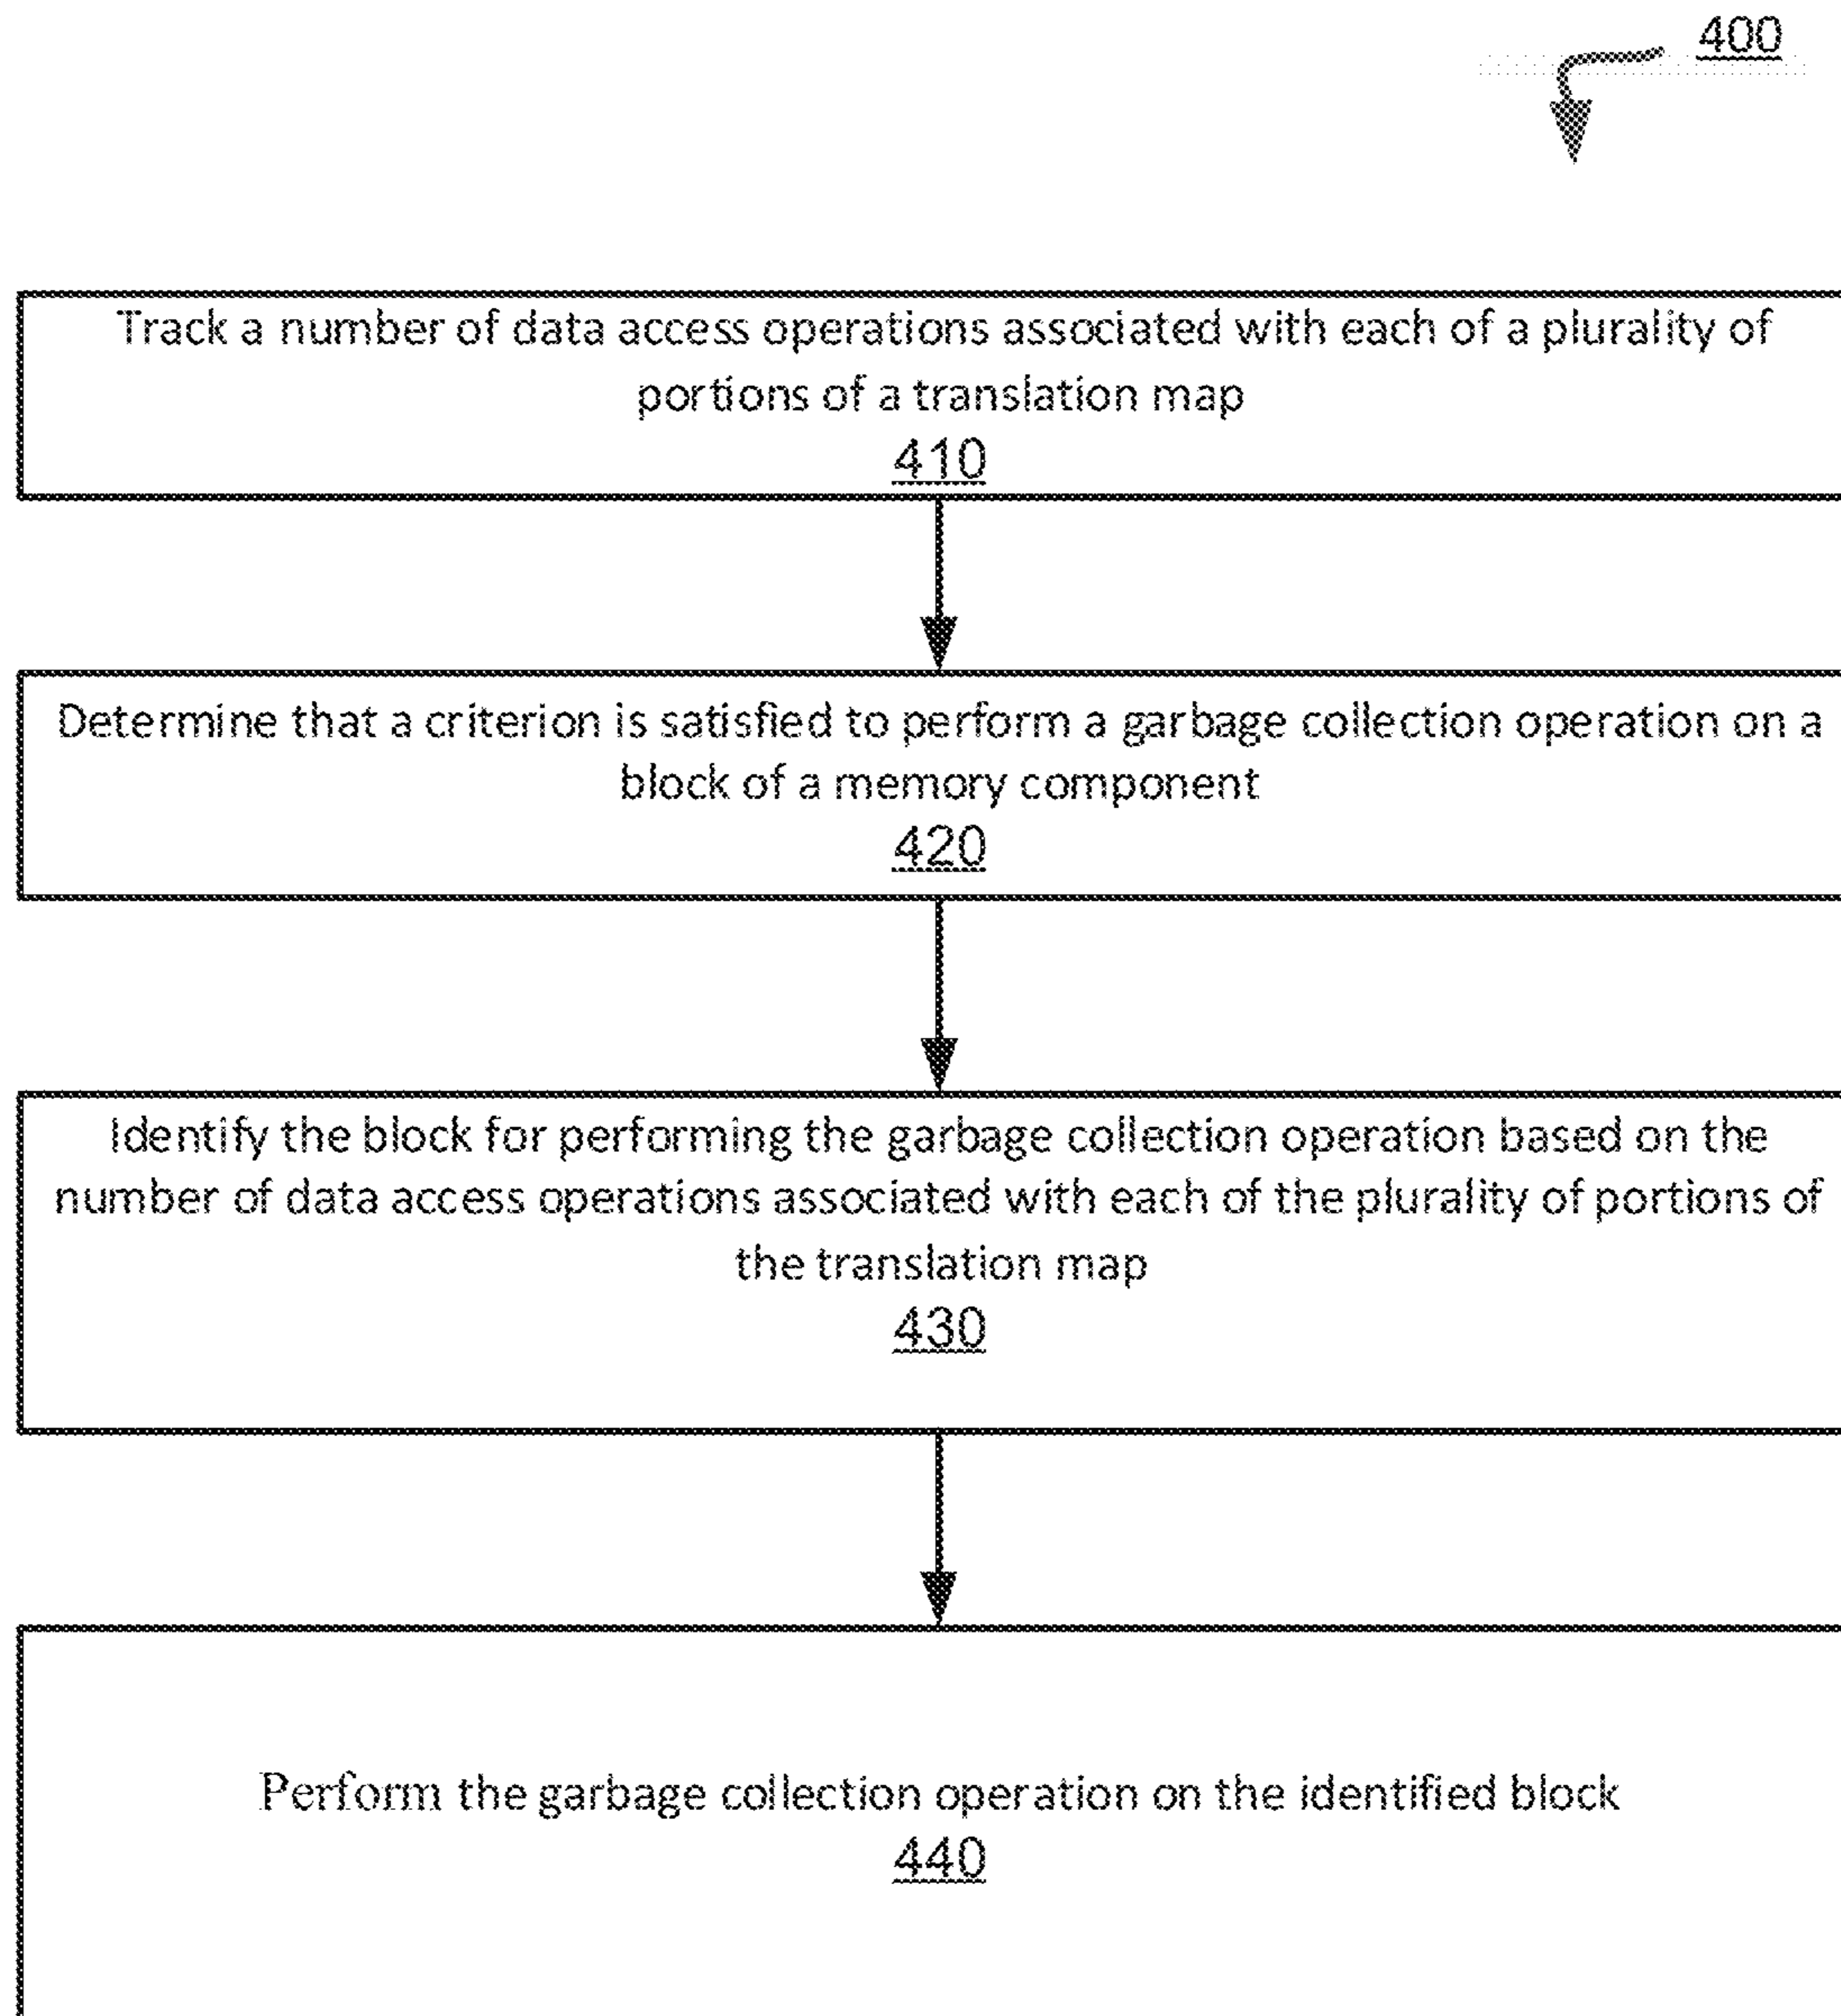 400
Track a number of data access operations associated with each of a plurality of
portions of a translation map
410
Determine that a criterion is satisfied to perform a garbage collection operation on a
block of a memory component
420
Identify the block for performing the garbage collection operation based on the
number of data access operations associated with each of the plurality of portions of
the translation map
430
Perform the garbage collection operation on the identified block
440